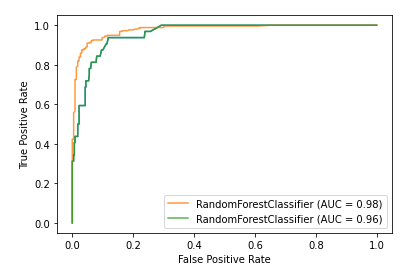 1.0
0.8
0.6
0.4
0.2
0.0
True Positive Rate
RandomForestClassifier (AUC = 0.98)
RandomForestClassifier (AUC = 0.96)
0.0 0.2 0.4 0.6 0.8 1.0
False Positive Rate